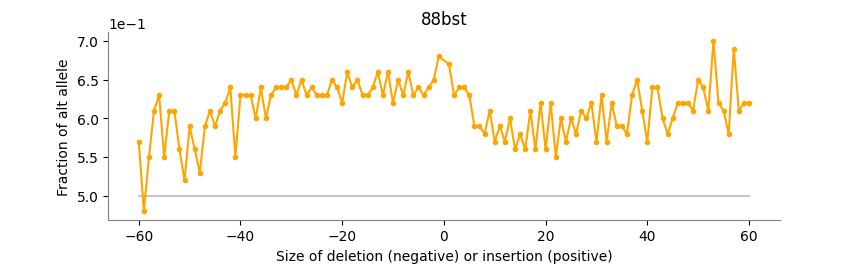 88bst
1e−1
7.0
6.5
6.0
5.5
5.0
Fraction of alt allele
−60 −40 −20 0 20 40 60
Size of deletion (negative) or insertion (positive)